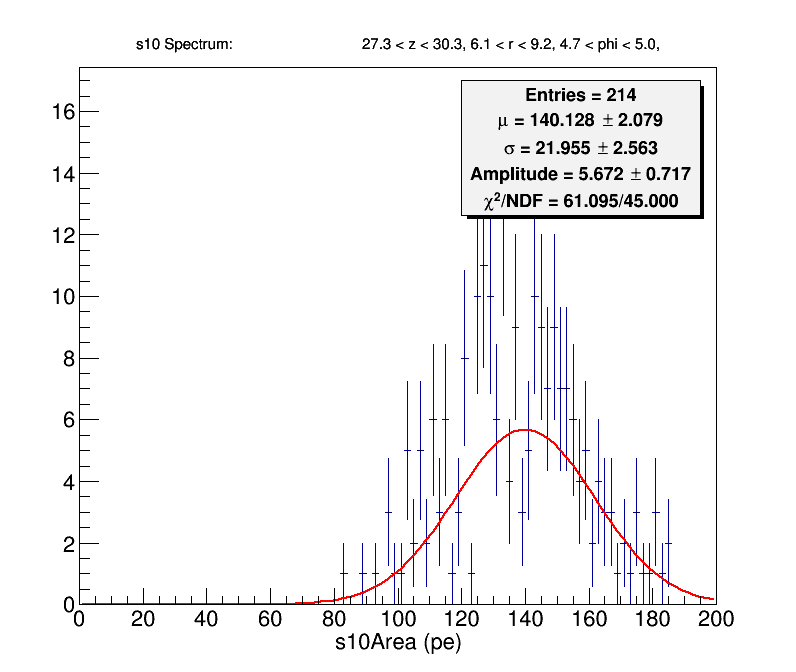 s10 Spectrum: 27.3 < z < 30.3, 6.1 < r < 9.2, 4.7 < phi < 5.0,
Entries = 214
μ = 140.128 ± 2.079
σ = 21.955 ± 2.563
Amplitude = 5.672 ± 0.717
χ²/NDF = 61.095/45.000
16
14
12
10
8
6
4
2
0
0 20 40 60 80 100 120 140 160 180 200
s10Area (pe)